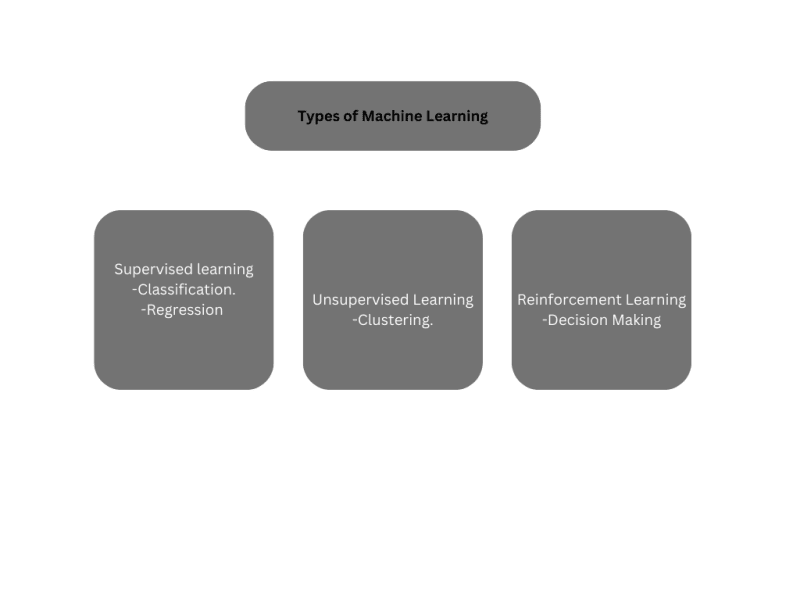 Types of Machine Learning
Supervised learning
-Classification.
-Regression
Unsupervised Learning
-Clustering.
Reinforcement Learning
-Decision Making